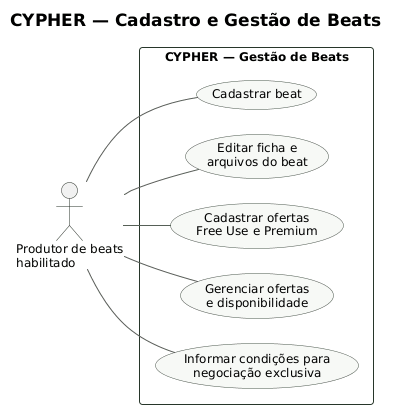 CYPHER — Cadastro e Gestão de Beats
CYPHER — Gestão de Beats
Cadastrar beat
Editar ficha e
arquivos do beat
Cadastrar ofertas
Free Use e Premium
Produtor de beats
habilitado
Gerenciar ofertas
e disponibilidade
Informar condições para
negociação exclusiva